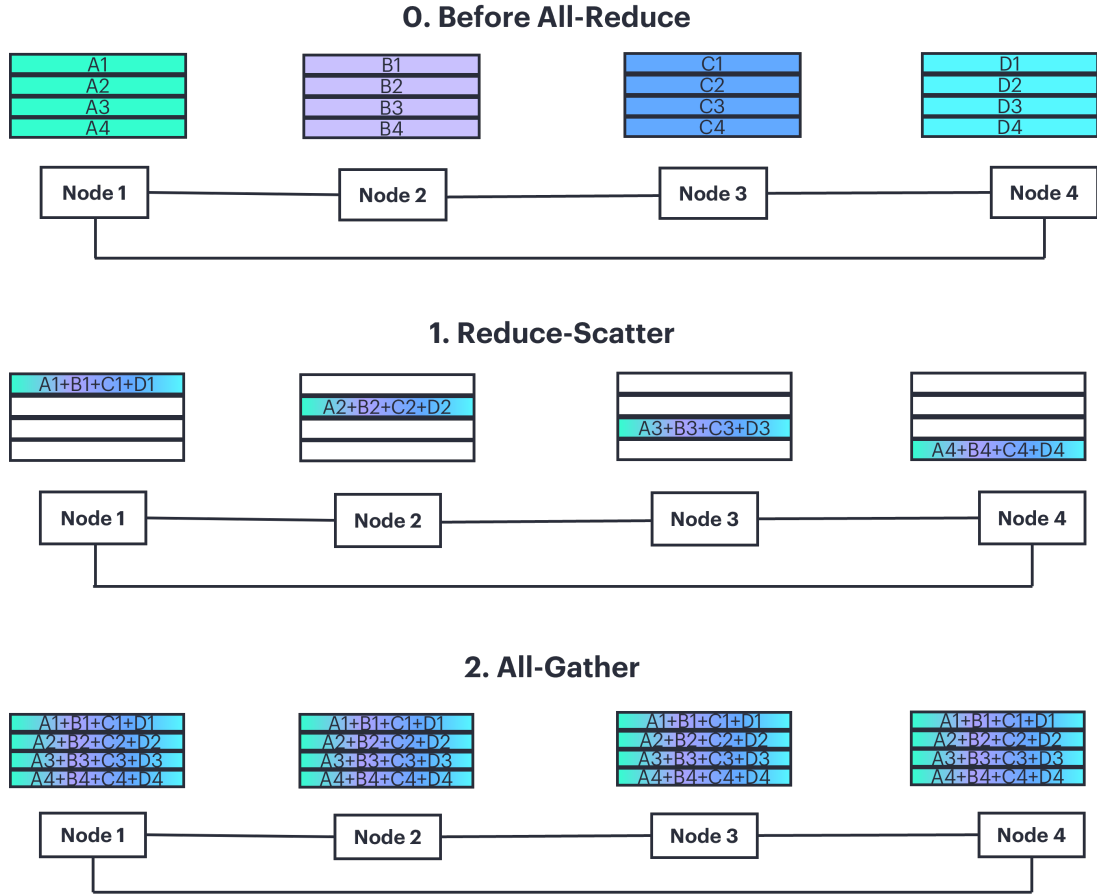 0. Before All-Reduce
A1 B1 C1 D1
A2 B2 C2 D2
A3 B3 C3 D3
A4 B4 C4 D4
Node 1 Node 2 Node 3 Node 4
1. Reduce-Scatter
A1+B1+C1+D1
A2+B2+C2+D2
A3+B3+C3+D3
A4+B4+C4+D4
Node 1 Node 2 Node 3 Node 4
2. All-Gather
A1+B1+C1+D1 A1+B1+C1+D1 A1+B1+C1+D1 A1+B1+C1+D1
A2+B2+C2+D2 A2+B2+C2+D2 A2+B2+C2+D2 A2+B2+C2+D2
A3+B3+C3+D3 A3+B3+C3+D3 A3+B3+C3+D3 A3+B3+C3+D3
A4+B4+C4+D4 A4+B4+C4+D4 A4+B4+C4+D4 A4+B4+C4+D4
Node 1 Node 2 Node 3 Node 4